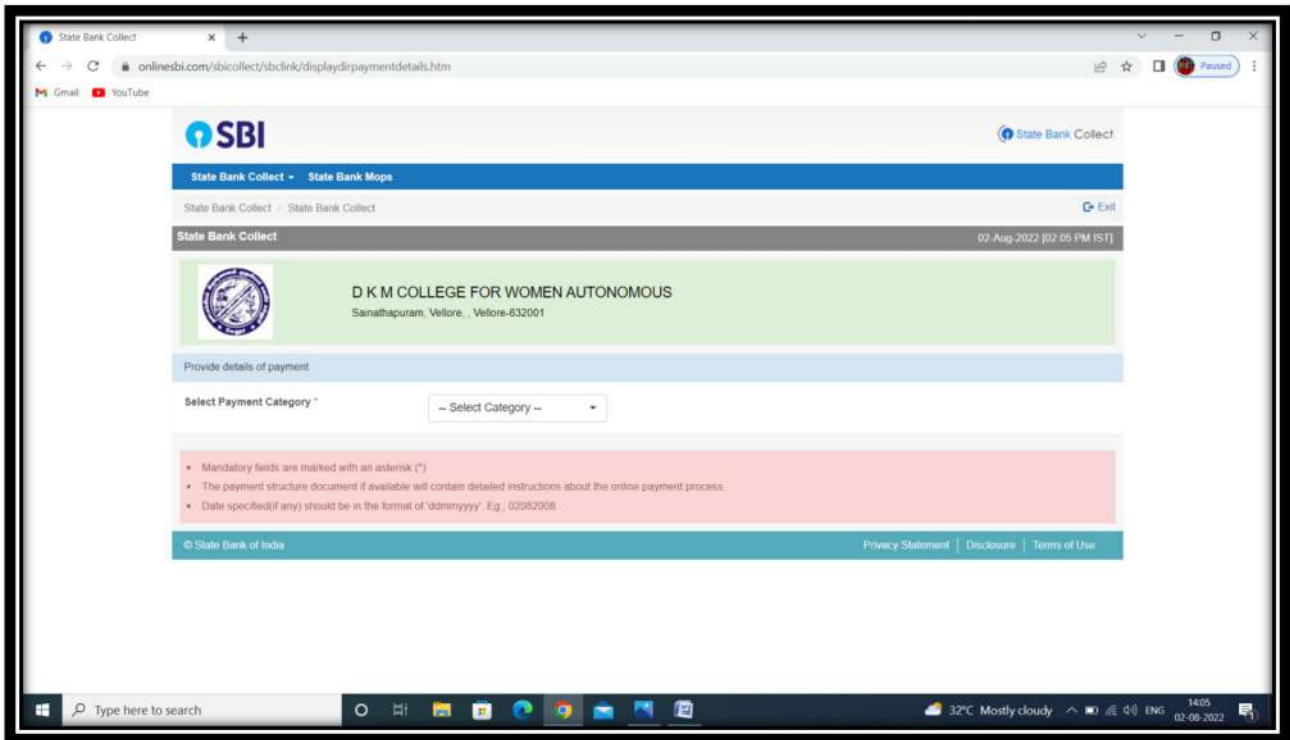 State Bank Collect
onlinesbi.com/sbicollect/sbclink/displaydirpaymentdetails.htm
Paused
Gmail YouTube
SBI
State Bank Collect
State Bank Collect State Bank Mops
State Bank Collect / State Bank Collect
Exit
State Bank Collect
02-Aug-2022 [02:05 PM IST]
D K M COLLEGE FOR WOMEN AUTONOMOUS
Sainathapuram, Vellore, , Vellore-632001
Provide details of payment
Select Payment Category *
-- Select Category --
Mandatory fields are marked with an asterisk (*)
The payment structure document if available will contain detailed instructions about the online payment process.
Date specified(if any) should be in the format of 'ddmmyyyy'. Eg., 02082008
© State Bank of India
Privacy Statement | Disclosure | Terms of Use
Type here to search
32°C Mostly cloudy
ENG
14:05
02-08-2022